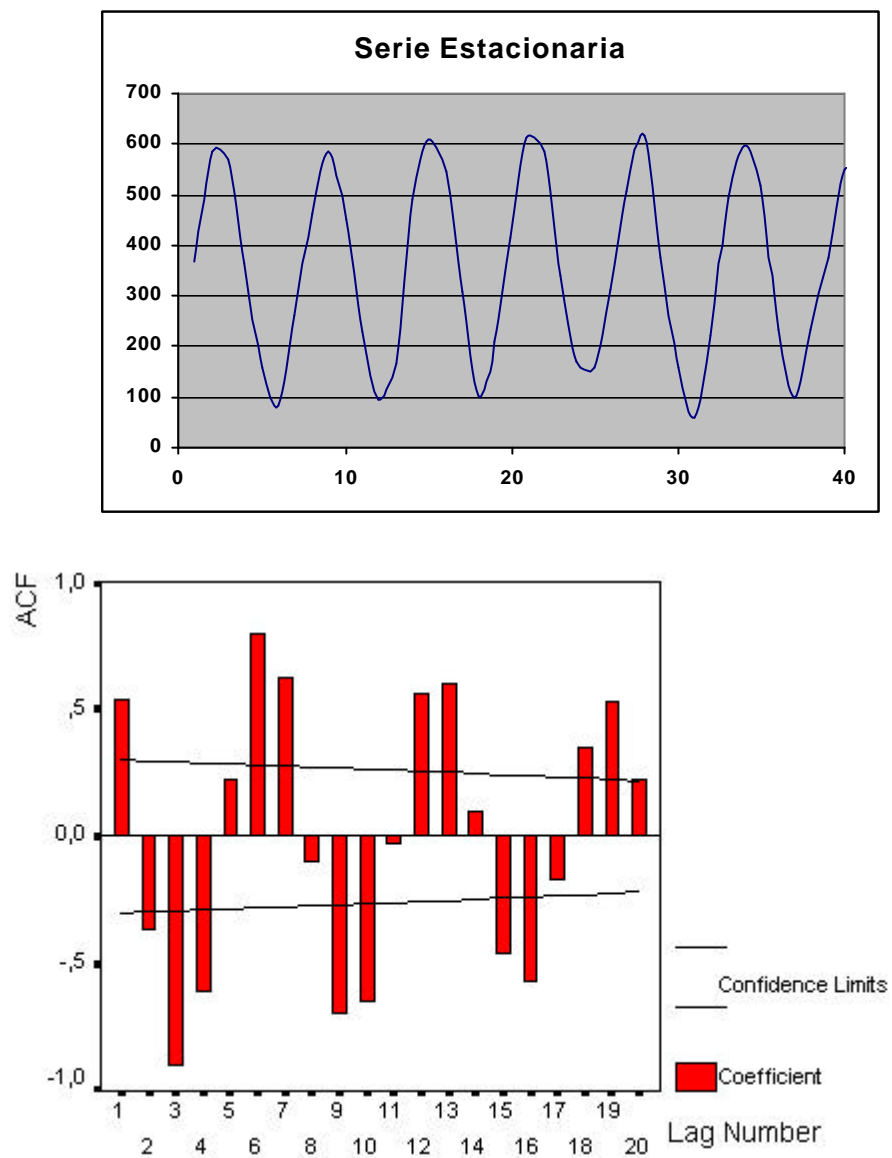 Serie Estacionaria
700
600
500
400
300
200
100
0
0 10 20 30 40
ACF
1,0
,5
0,0
-,5
-1,0
1 3 5 7 9 11 13 15 17 19
2 4 6 8 10 12 14 16 18 20
Lag Number
Confidence Limits
Coefficient